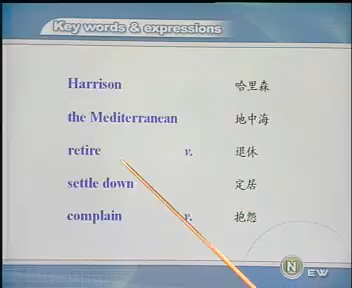 Key words & expressions
Harrison 哈里森
the Mediterranean 地中海
retire v. 退休
settle down 定居
complain v. 抱怨
N EW